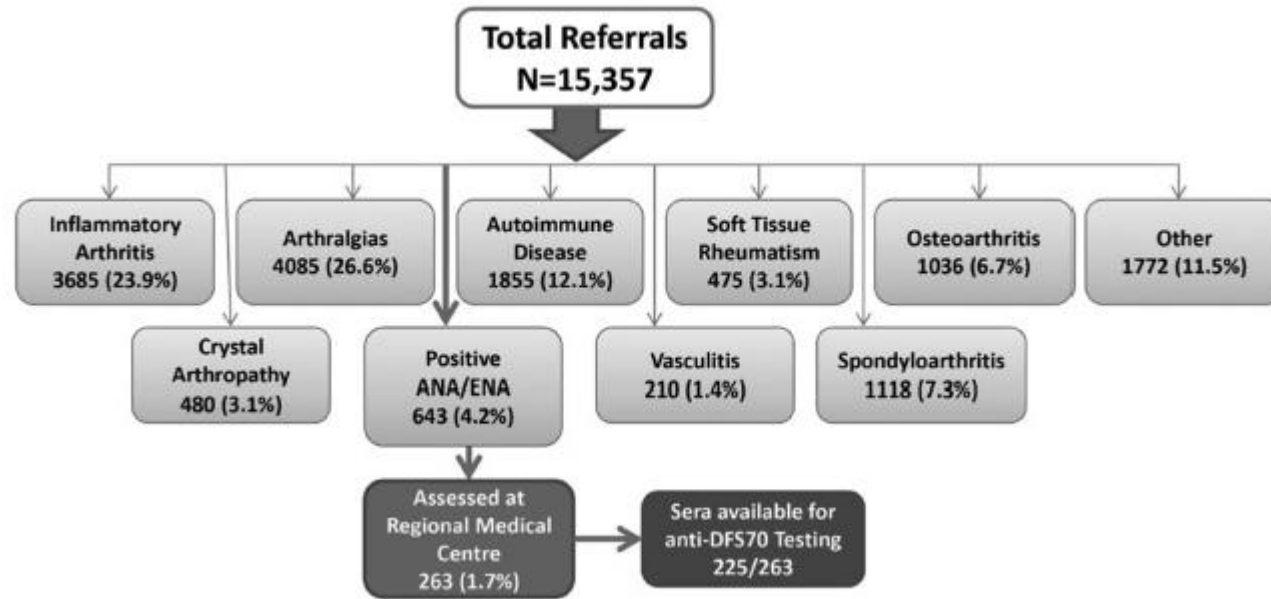 Total Referrals
N=15,357
Inflammatory
Arthritis
3685 (23.9%)
Arthralgias
4085 (26.6%)
Autoimmune
Disease
1855 (12.1%)
Soft Tissue
Rheumatism
475 (3.1%)
Osteoarthritis
1036 (6.7%)
Other
1772 (11.5%)
Crystal
Arthropathy
480 (3.1%)
Positive
ANA/ENA
643 (4.2%)
Vasculitis
210 (1.4%)
Spondyloarthritis
1118 (7.3%)
Assessed at
Regional Medical
Centre
263 (1.7%)
Sera available for
anti-DFS70 Testing
225/263